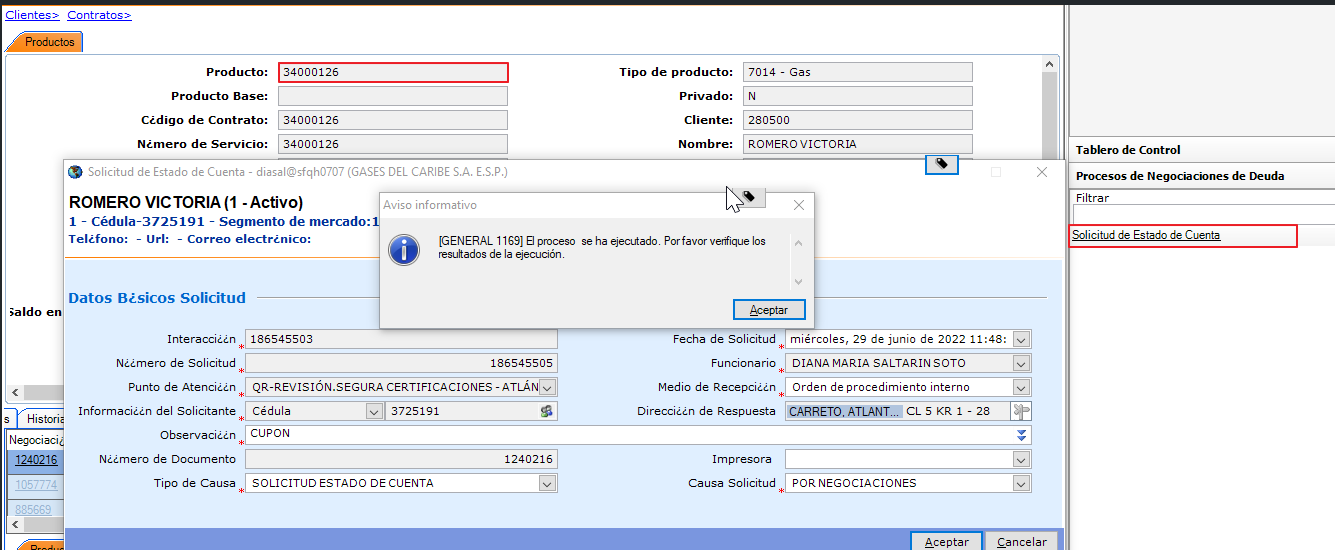 Clientes> Contratos>
Productos
Producto: 34000126 Tipo de producto: 7014 - Gas
Producto Base: Privado: N
C¿digo de Contrato: 34000126 Cliente: 280500
N¿mero de Servicio: 34000126 Nombre: ROMERO VICTORIA
Tablero de Control
Procesos de Negociaciones de Deuda
Filtrar
Solicitud de Estado de Cuenta
Solicitud de Estado de Cuenta - diasal@sfqh0707 (GASES DEL CARIBE S.A. E.S.P.)
ROMERO VICTORIA (1 - Activo)
1 - Cédula-3725191 - Segmento de mercado:1
Tel¿fono: - Url: - Correo electr¿nico:
Aviso informativo
[GENERAL 1169] El proceso se ha ejecutado. Por favor verifique los
resultados de la ejecución.
Aceptar
Saldo en
Datos B¿sicos Solicitud
Interacci¿¿n 186545503 Fecha de Solicitud miércoles, 29 de junio de 2022 11:48:
N¿¿mero de Solicitud 186545505 Funcionario DIANA MARIA SALTARIN SOTO
Punto de Atenci¿¿n QR-REVISIÓN.SEGURA CERTIFICACIONES - ATLÁN Medio de Recepci¿¿n Orden de procedimiento interno
Informaci¿¿n del Solicitante Cédula 3725191 Direcci¿¿n de Respuesta CARRETO, ATLANT... CL 5 KR 1 - 28
Observaci¿¿n CUPON
N¿¿mero de Documento 1240216 Impresora
Tipo de Causa SOLICITUD ESTADO DE CUENTA Causa Solicitud POR NEGOCIACIONES
s Historia
Negociaci¿
1240216
1057774
885669
Aceptar Cancelar
Produc